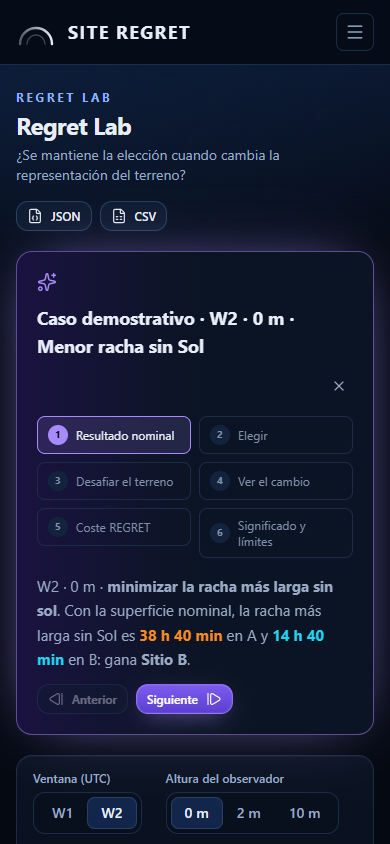 SITE REGRET
REGRET LAB
Regret Lab
¿Se mantiene la elección cuando cambia la
representación del terreno?
JSON
CSV
Caso demostrativo · W2 · 0 m ·
Menor racha sin Sol
1 Resultado nominal
2 Elegir
3 Desafiar el terreno
4 Ver el cambio
5 Coste REGRET
6 Significado y
límites
W2 · 0 m · minimizar la racha más larga sin
sol. Con la superficie nominal, la racha más
larga sin Sol es 38 h 40 min en A y 14 h 40
min en B: gana Sitio B.
Anterior
Siguiente
Ventana (UTC)
Altura del observador
W1
W2
0 m
2 m
10 m